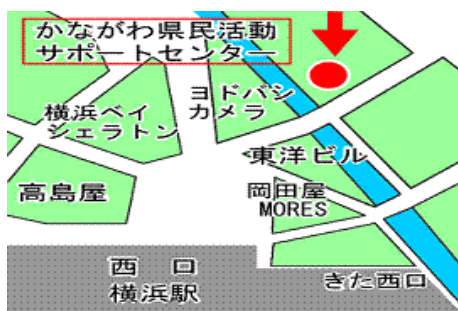 かながわ県民活動
サポートセンター
横浜ベイ
シェラトン
ヨドバシ
カメラ
東洋ビル
高島屋
岡田屋
MORES
西 口
横浜駅
きた西口